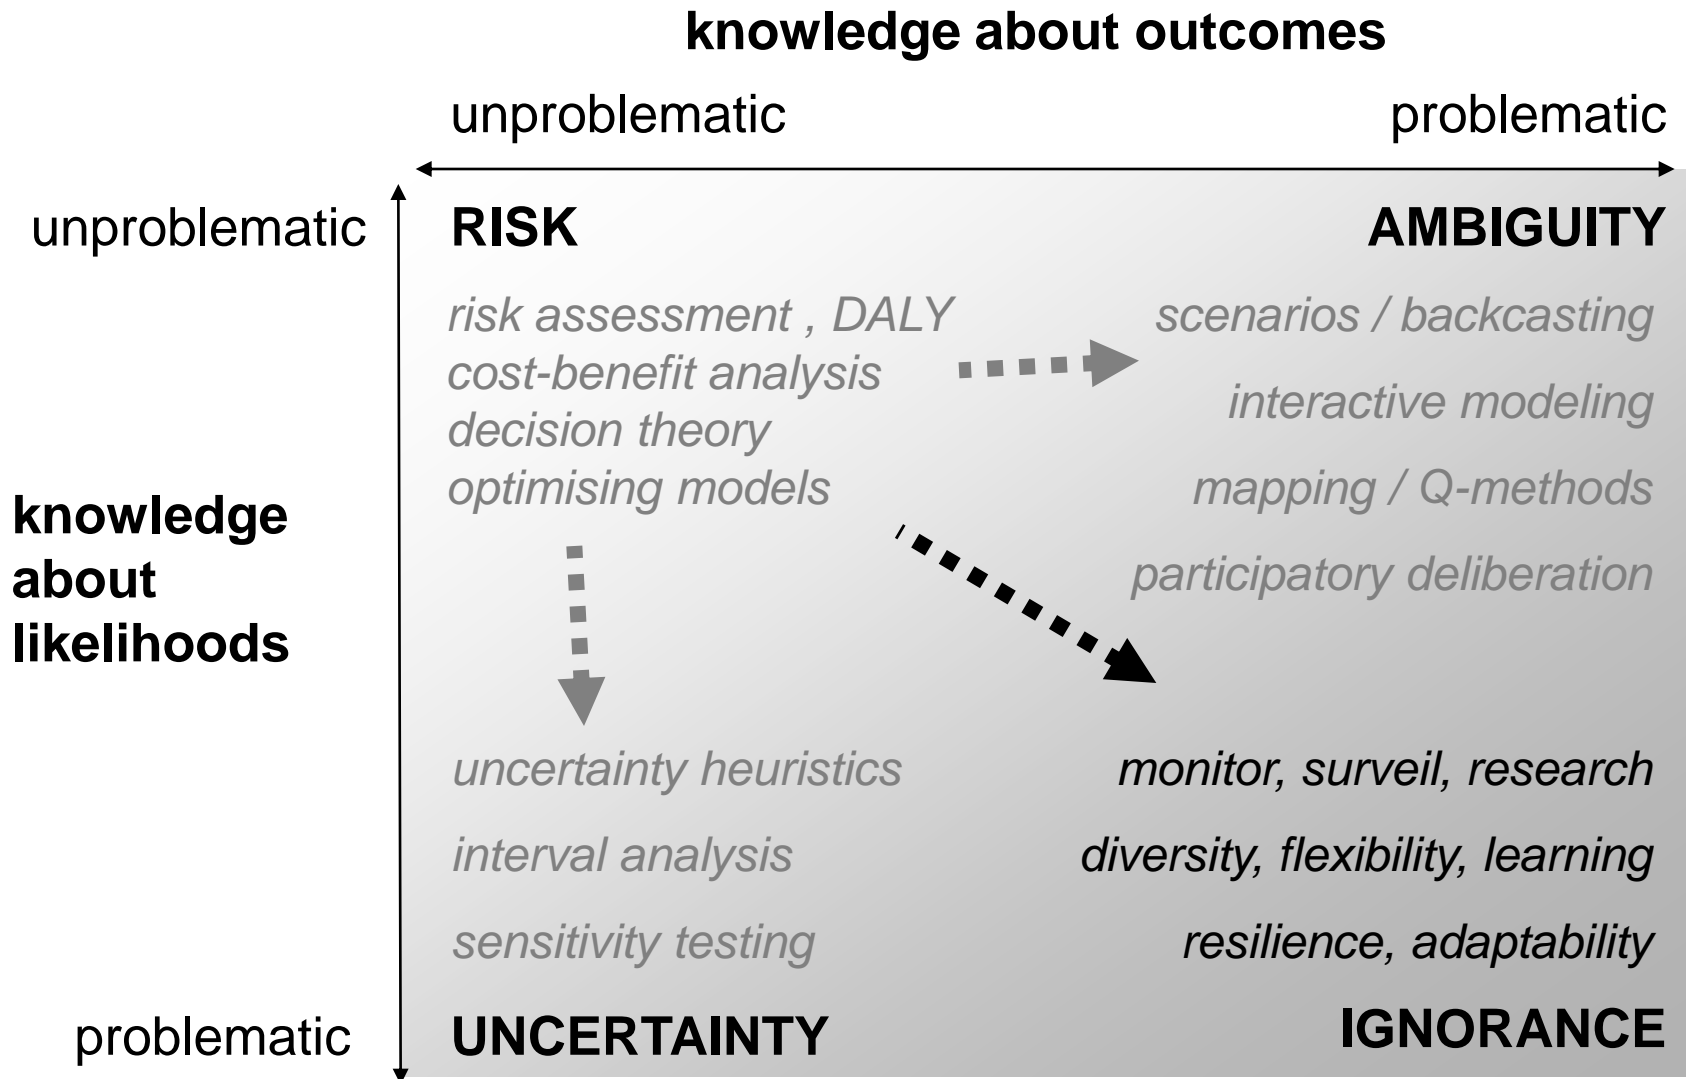 knowledge about outcomes
unproblematic problematic
unproblematic RISK AMBIGUITY
risk assessment , DALY
cost-benefit analysis
decision theory
optimising models
scenarios / backcasting
interactive modeling
mapping / Q-methods
participatory deliberation
knowledge
about
likelihoods
uncertainty heuristics
interval analysis
sensitivity testing
monitor, surveil, research
diversity, flexibility, learning
resilience, adaptability
problematic UNCERTAINTY IGNORANCE